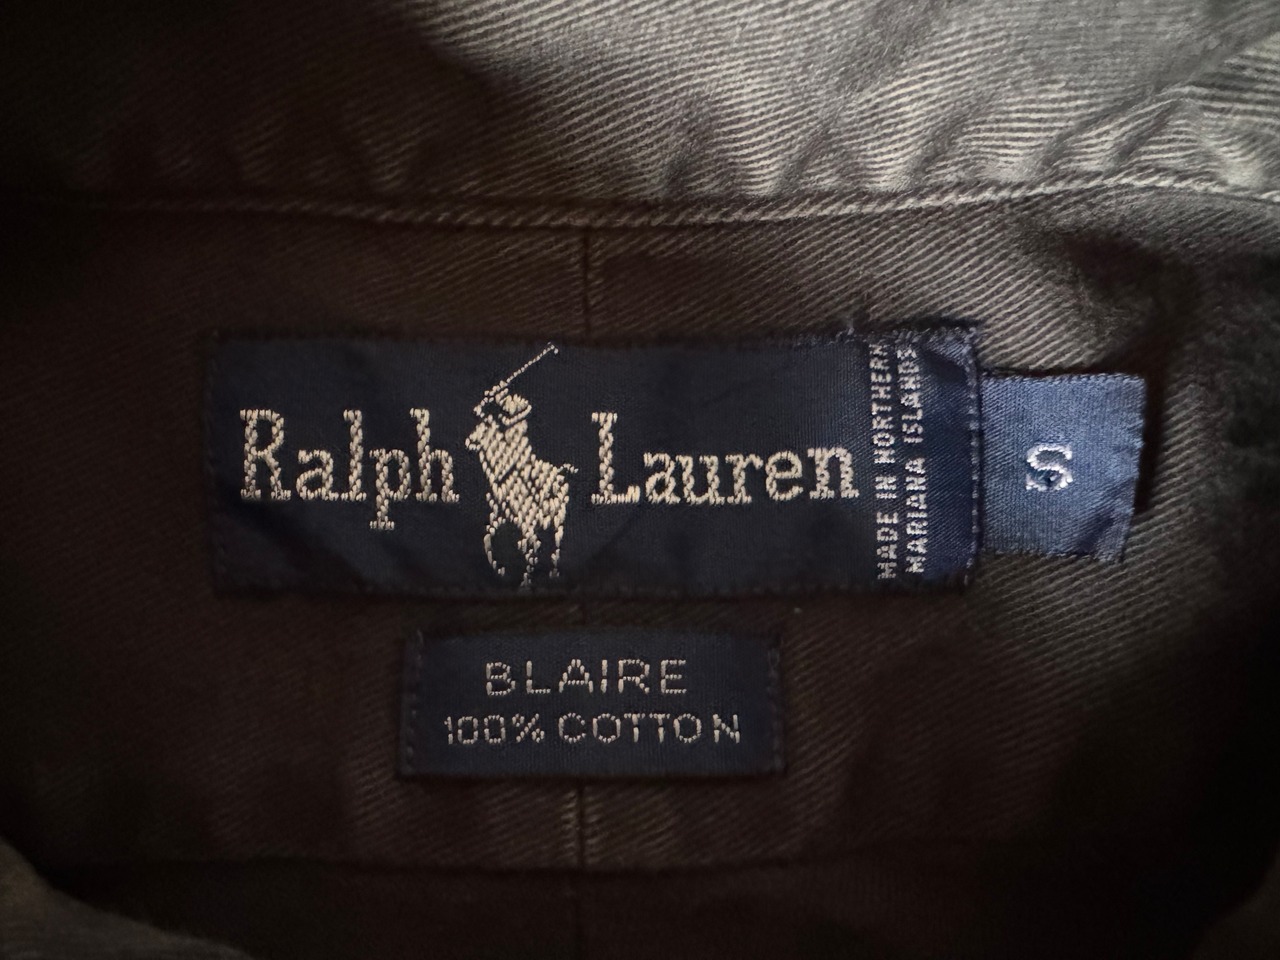 Ralph Lauren
MADE IN NORTHERN
MARIANA ISLANDS
S
BLAIRE
100% COTTON